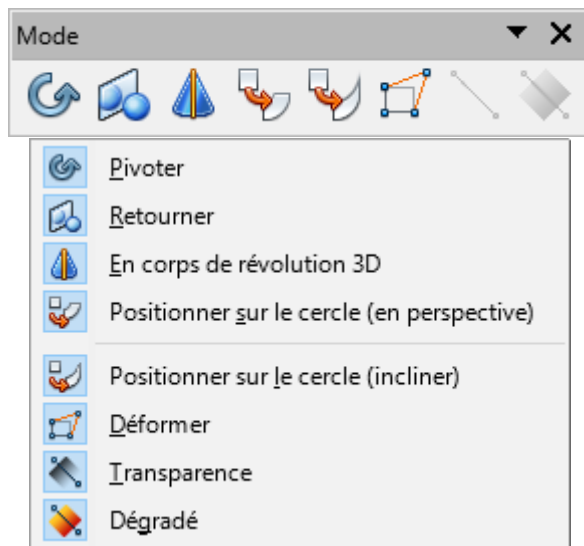 Mode
Pivoter
Retourner
En corps de révolution 3D
Positionner sur le cercle (en perspective)
Positionner sur le cercle (incliner)
Déformer
Transparence
Dégradé